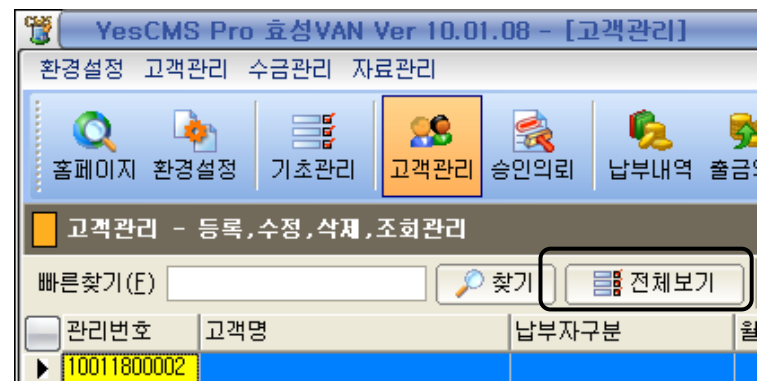 YesCMS Pro 효성VAN Ver 10.01.08 - [고객관리]
환경설정 고객관리 수금관리 자료관리
홈페이지 환경설정 기초관리 고객관리 승인의뢰 납부내역 출금
고객관리 - 등록,수정,삭제,조회관리
빠른찾기(F) 찾기 전체보기
관리번호 고객명 납부자구분 월
10011800002